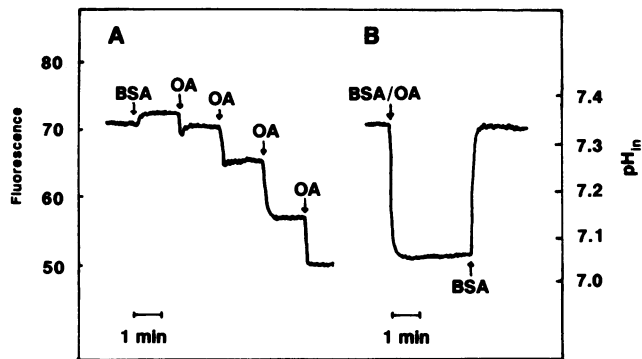 A
B
80
70
60
57
50
Fluorescence
BSA
OA
OA
OA
OA
1 min
BSA/OA
BSA
1 min
7.4
7.3
7.2
7.1
7.0
pHin